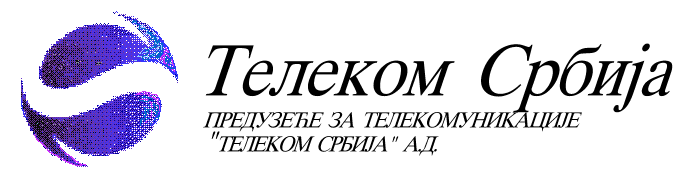 Телеком Србија
ПРЕДУЗЕЋЕ ЗА ТЕЛЕКОМУНИКАЦИЈЕ
"ТЕЛЕКОМ СРБИЈА" А.Д.